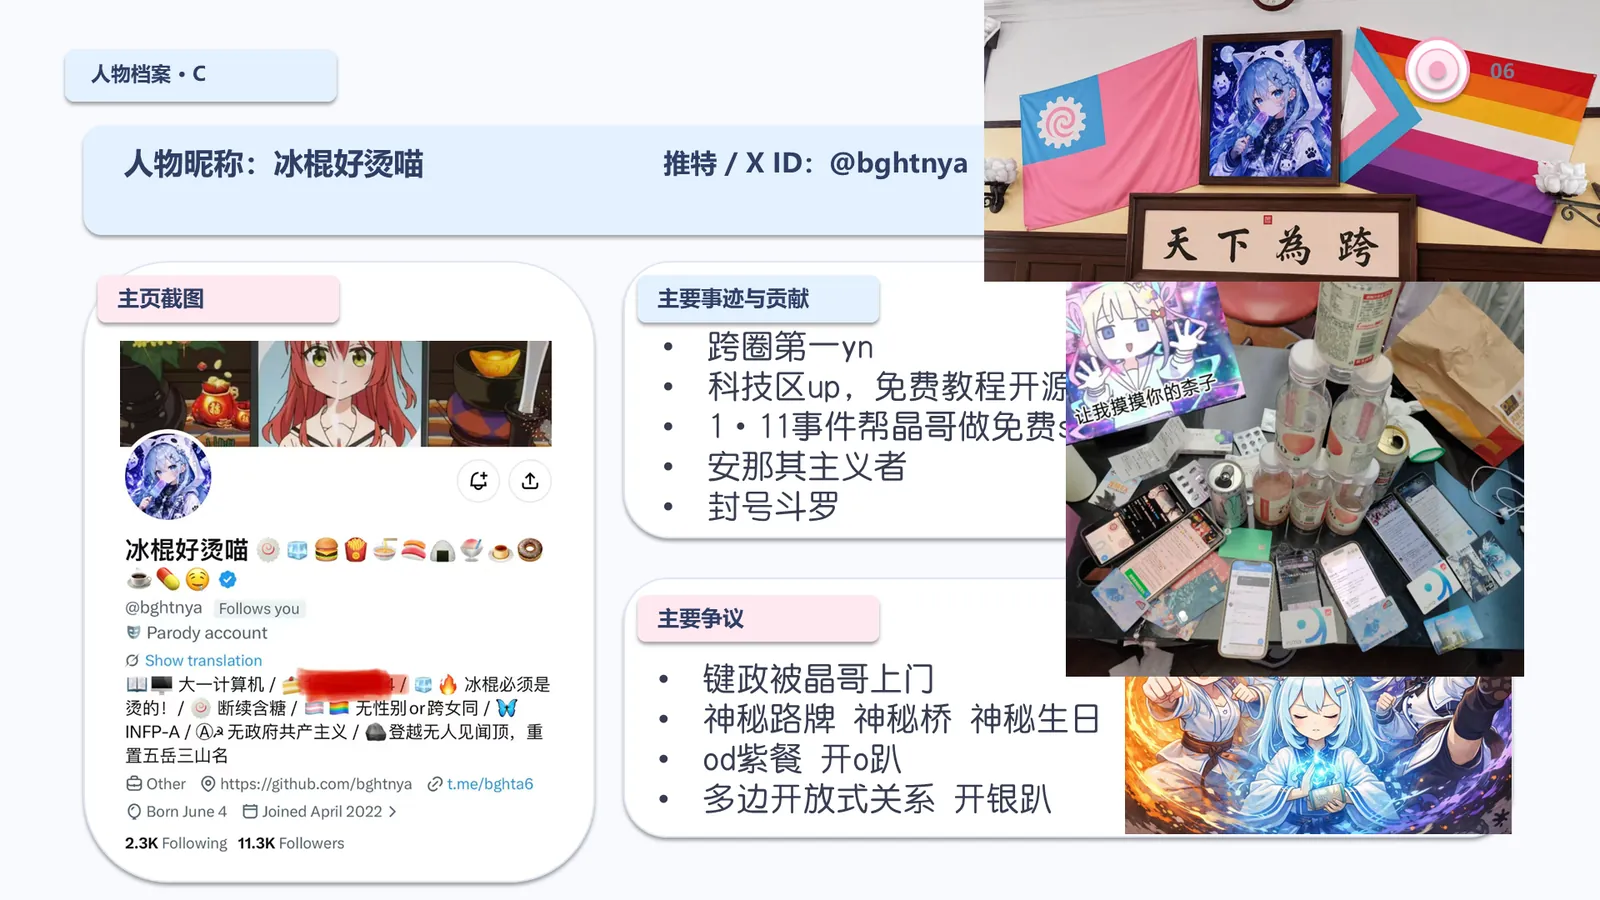 人物档案·C
06
人物昵称：冰棍好烫喵
推特 / X ID：@bghtnya
天下為跨
主页截图
冰棍好烫喵
@bghtnya Follows you
Parody account
Show translation
大一计算机 / 4 / 冰棍必须是
烫的！/ 断续含糖 / 无性别or跨女同 /
INFP-A / Ⓐ☭无政府共产主义 / 登越无人见闻顶，重
置五岳三山名
Other https://github.com/bghtnya t.me/bghta6
Born June 4 Joined April 2022
2.3K Following 11.3K Followers
主要事迹与贡献
• 跨圈第一yn
• 科技区up，免费教程开源
• 1·11事件帮晶哥做免费s
• 安那其主义者
• 封号斗罗
让我摸摸你的柰子
主要争议
• 键政被晶哥上门
• 神秘路牌 神秘桥 神秘生日
• od紫餐 开o趴
• 多边开放式关系 开银趴